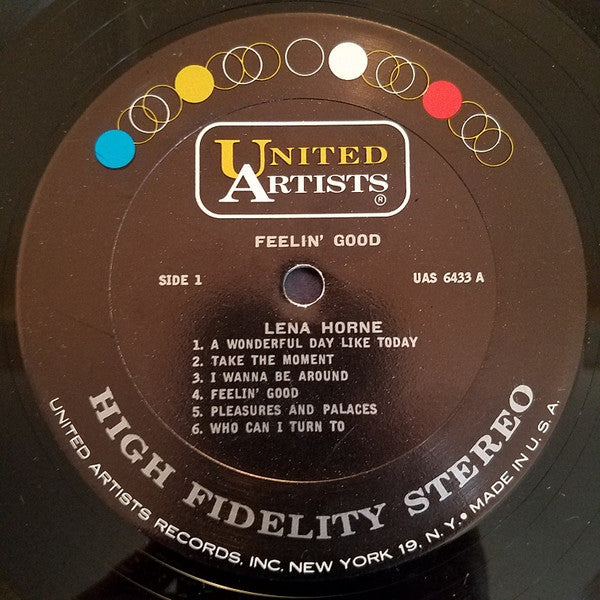 UNITED
ARTISTS®
FEELIN' GOOD
SIDE 1
UAS 6433 A
LENA HORNE
1. A WONDERFUL DAY LIKE TODAY
2. TAKE THE MOMENT
3. I WANNA BE AROUND
4. FEELIN' GOOD
5. PLEASURES AND PALACES
6. WHO CAN I TURN TO
HIGH FIDELITY STEREO
UNITED ARTISTS RECORDS, INC. NEW YORK 19, N.Y. • MADE IN U.S.A.